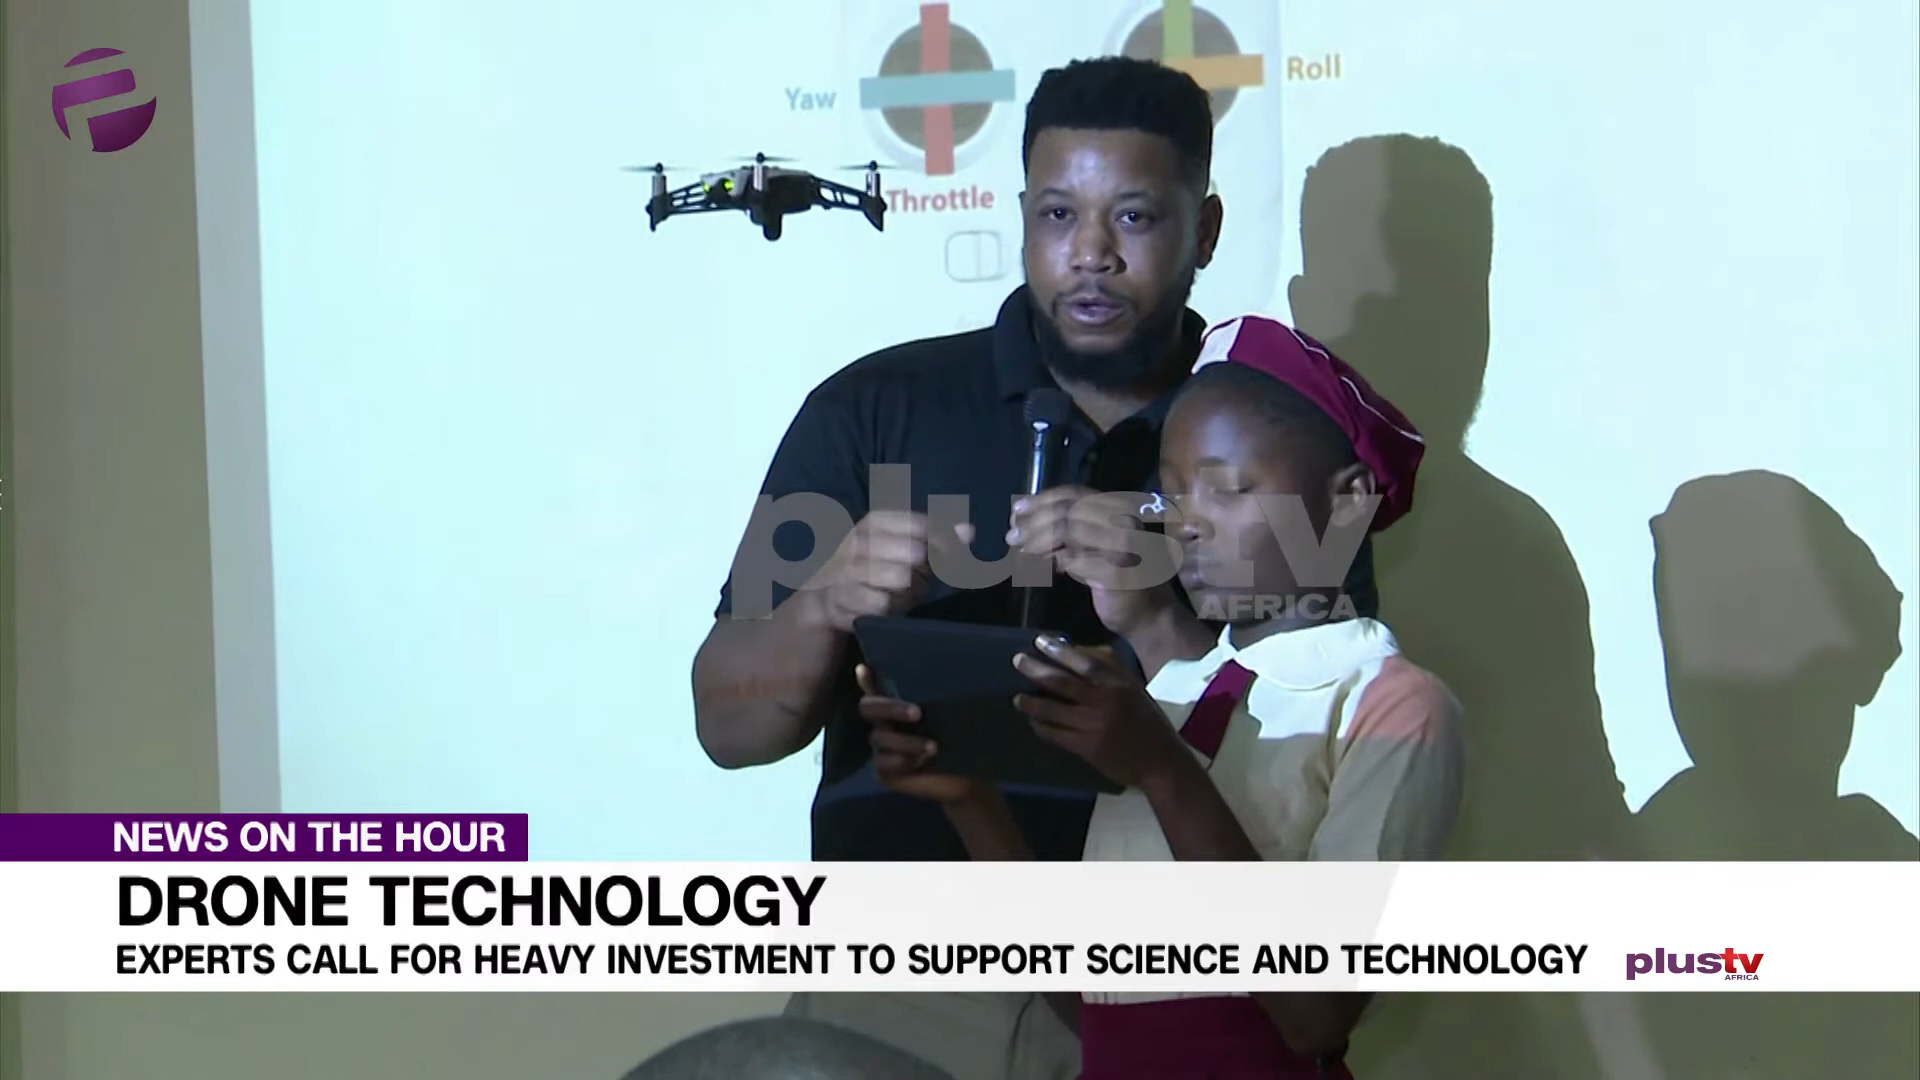 Roll
Yaw
Throttle
plustv
AFRICA
NEWS ON THE HOUR
DRONE TECHNOLOGY
EXPERTS CALL FOR HEAVY INVESTMENT TO SUPPORT SCIENCE AND TECHNOLOGY
plustv
AFRICA